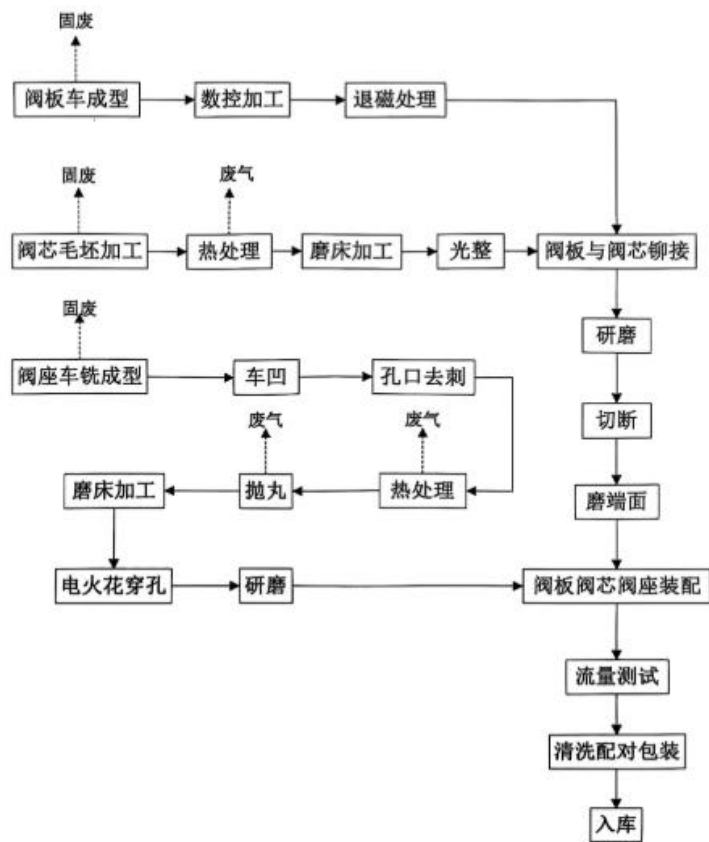 固废
阀板车成型
数控加工
退磁处理
固废
废气
阀芯毛坯加工
热处理
磨床加工
光整
阀板与阀芯铆接
固废
研磨
阀座车铣成型
车凹
孔口去刺
切断
废气
废气
磨床加工
抛丸
热处理
磨端面
电火花穿孔
研磨
阀板阀芯阀座装配
流量测试
清洗配对包装
入库